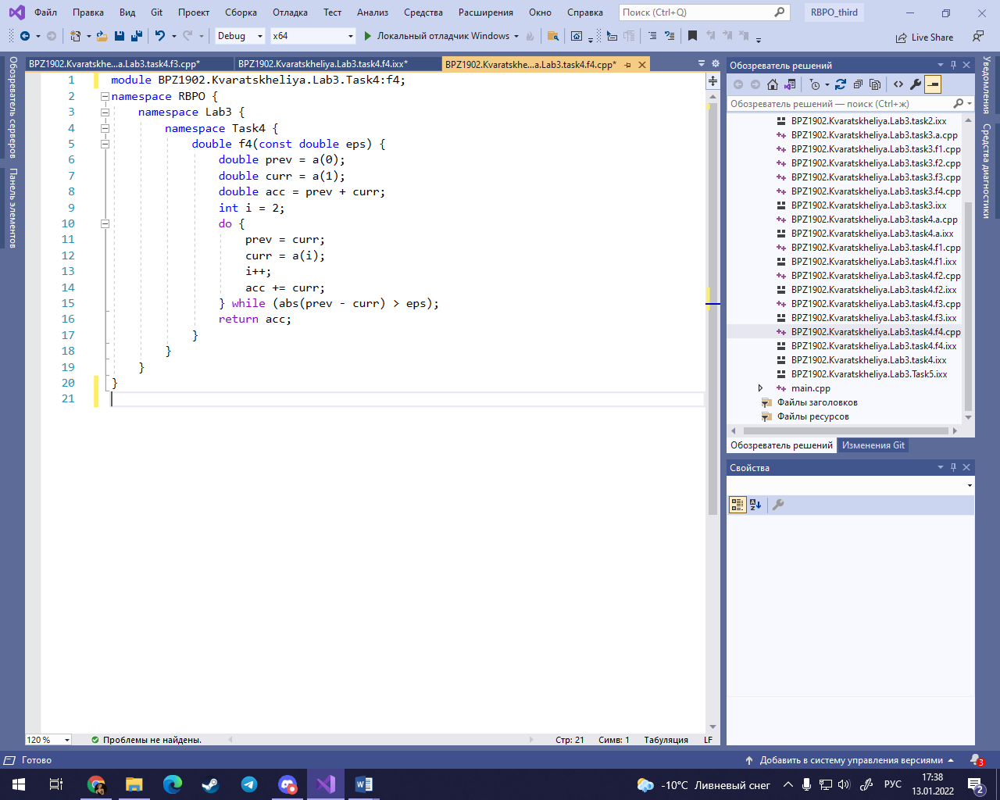 Файл Правка Вид Git Проект Сборка Отладка Тест Анализ Средства Расширения Окно Справка Поиск (Ctrl+Q) RBPO_third
Debug x64 Локальный отладчик Windows Live Share
Обозреватель серверов
Панель элементов
BPZ1902.Kvaratskhe...a.Lab3.task4.f3.cpp* BPZ1902.Kvaratskheliya.Lab3.task4.f4.ixx* BPZ1902.Kvaratskhe...a.Lab3.task4.f4.cpp*
1 module BPZ1902.Kvaratskheliya.Lab3.Task4:f4;
2 namespace RBPO {
3 namespace Lab3 {
4 namespace Task4 {
5 double f4(const double eps) {
6 double prev = a(0);
7 double curr = a(1);
8 double acc = prev + curr;
9 int i = 2;
10 do {
11 prev = curr;
12 curr = a(i);
13 i++;
14 acc += curr;
15 } while (abs(prev - curr) > eps);
16 return acc;
17 }
18 }
19 }
20 }
21
120 % Проблемы не найдены. Стр: 21 Симв: 1 Табуляция LF
Обозреватель решений
Обозреватель решений — поиск (Ctrl+ж)
BPZ1902.Kvaratskheliya.Lab3.task2.ixx
BPZ1902.Kvaratskheliya.Lab3.task3.a.cpp
BPZ1902.Kvaratskheliya.Lab3.task3.f1.cpp
BPZ1902.Kvaratskheliya.Lab3.task3.f2.cpp
BPZ1902.Kvaratskheliya.Lab3.task3.f3.cpp
BPZ1902.Kvaratskheliya.Lab3.task3.f4.cpp
BPZ1902.Kvaratskheliya.Lab3.task3.ixx
BPZ1902.Kvaratskheliya.Lab3.task4.a.cpp
BPZ1902.Kvaratskheliya.Lab3.task4.a.ixx
BPZ1902.Kvaratskheliya.Lab3.task4.f1.cpp
BPZ1902.Kvaratskheliya.Lab3.task4.f1.ixx
BPZ1902.Kvaratskheliya.Lab3.task4.f2.cpp
BPZ1902.Kvaratskheliya.Lab3.task4.f2.ixx
BPZ1902.Kvaratskheliya.Lab3.task4.f3.cpp
BPZ1902.Kvaratskheliya.Lab3.task4.f3.ixx
BPZ1902.Kvaratskheliya.Lab3.task4.f4.cpp
BPZ1902.Kvaratskheliya.Lab3.task4.f4.ixx
BPZ1902.Kvaratskheliya.Lab3.task4.ixx
BPZ1902.Kvaratskheliya.Lab3.Task5.ixx
main.cpp
Файлы заголовков
Файлы ресурсов
Обозреватель решений Изменения Git
Свойства
Уведомления
Средства диагностики
Готово Добавить в систему управления версиями 3
-10°C Ливневый снег РУС 17:38
13.01.2022 2